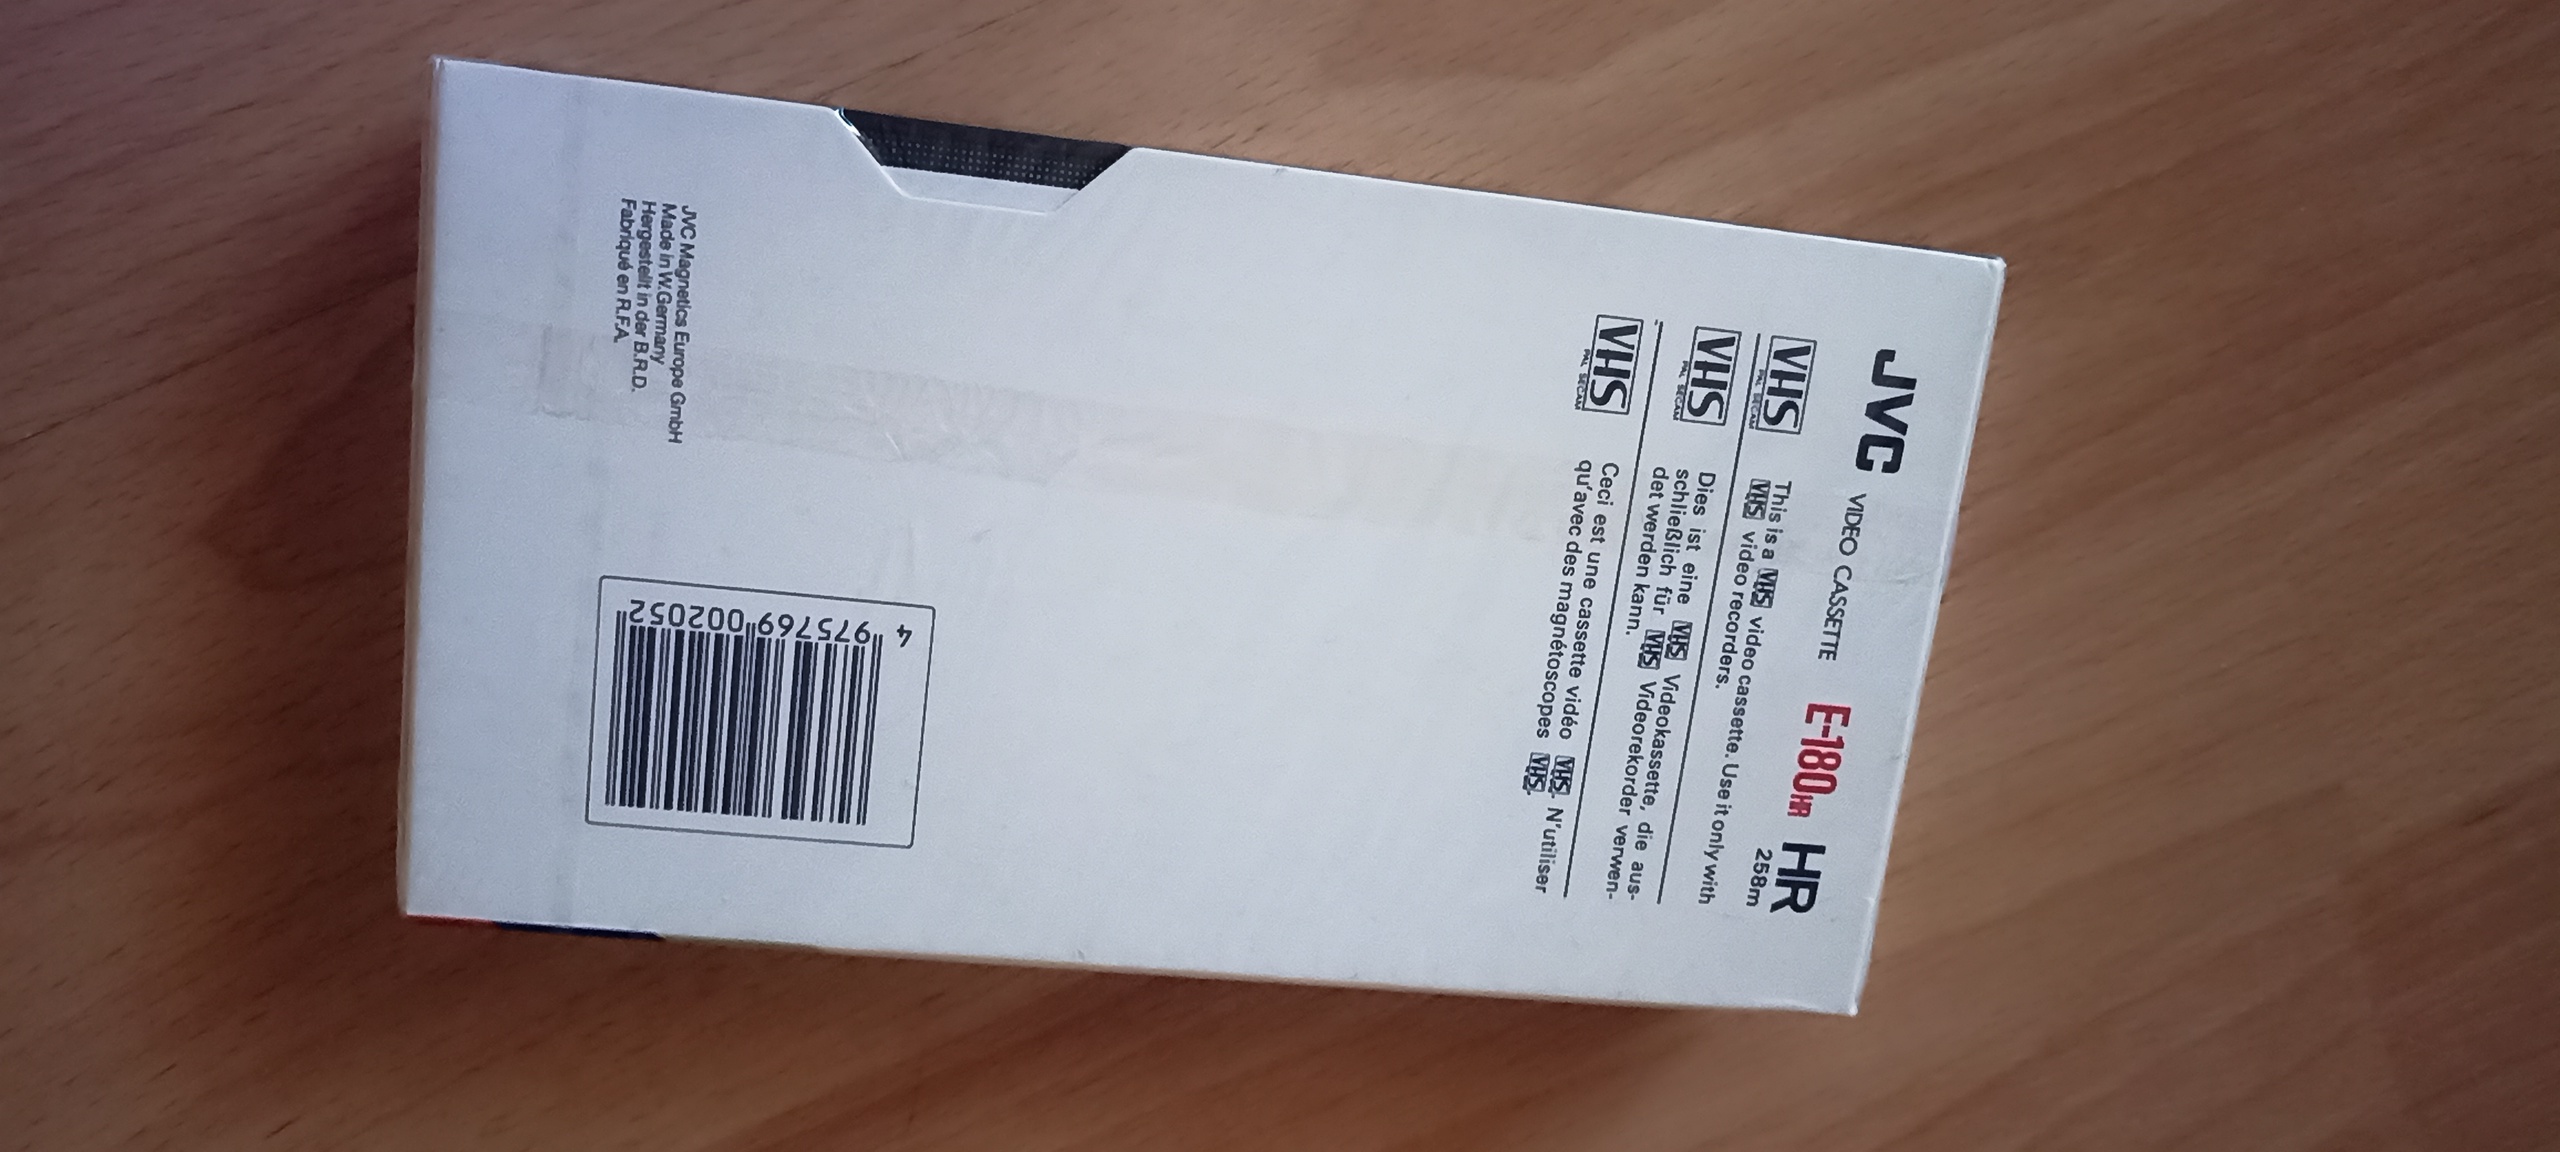 JVC VIDEO CASSETTE E-180HR HR
258m
VHS
PAL SECAM
This is a VHS video cassette. Use it only with
VHS video recorders.
VHS
PAL SECAM
Dies ist eine VHS Videokassette, die aus-
schließlich für VHS Videorekorder verwen-
det werden kann.
VHS
PAL SECAM
Ceci est une cassette vidéo VHS. N'utiliser
qu'avec des magnétoscopes VHS.
JVC Magnetics Europe GmbH
Made in W.Germany
Hergestellt in der B.R.D.
Fabriqué en R.F.A.
4 975769 002052